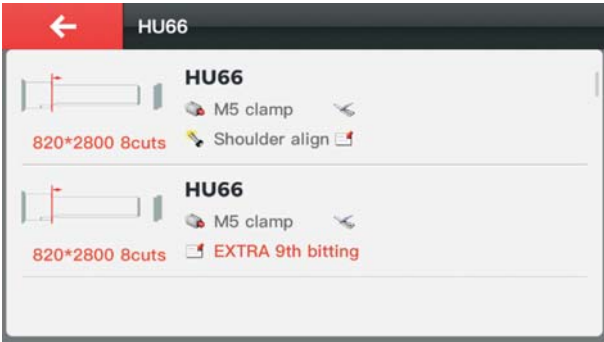 HU66
HU66
M5 clamp
820*2800 8cuts
Shoulder align
HU66
M5 clamp
820*2800 8cuts
EXTRA 9th bitting